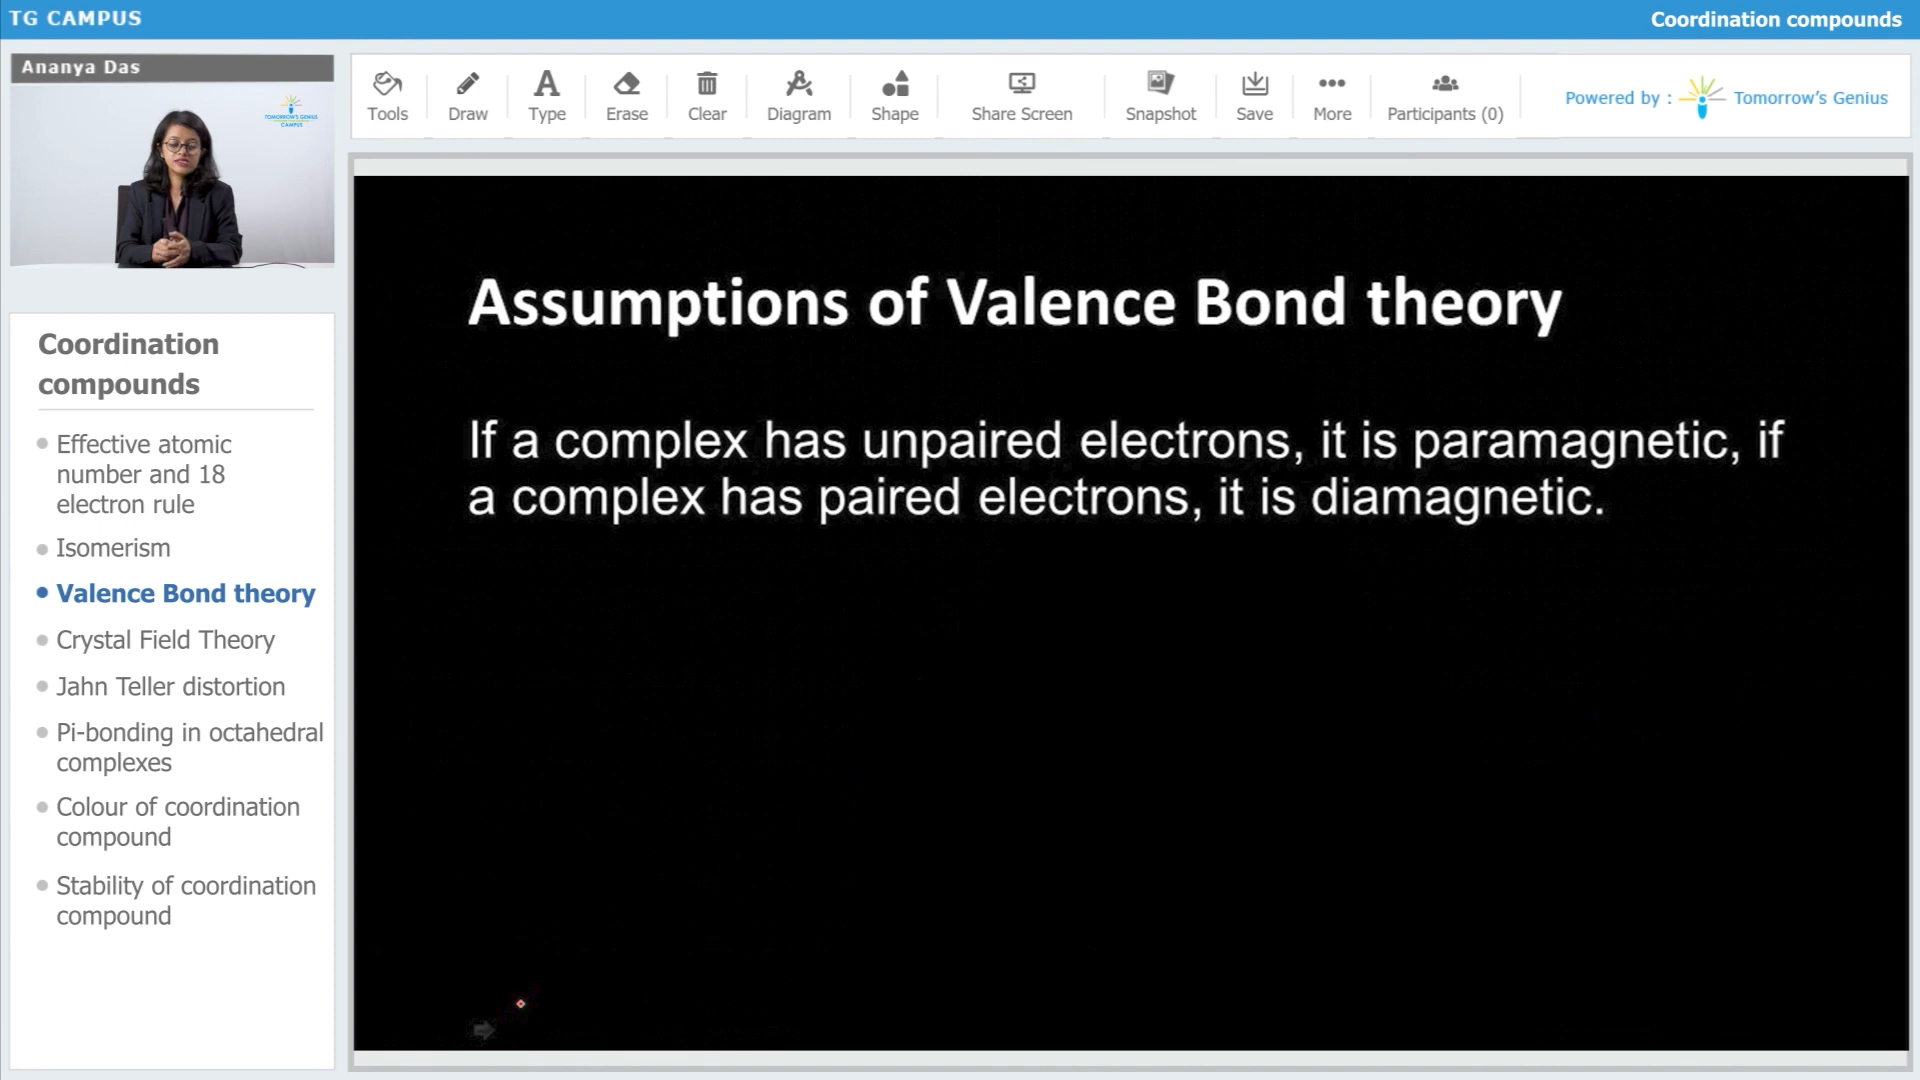 TG CAMPUS
Coordination compounds
Ananya Das
TOMORROW'S GENIUS
CAMPUS
Tools
Draw
Type
Erase
Clear
Diagram
Shape
Share Screen
Snapshot
Save
More
Participants (0)
Powered by :
Tomorrow's Genius
Coordination
compounds
Effective atomic
number and 18
electron rule
Isomerism
Valence Bond theory
Crystal Field Theory
Jahn Teller distortion
Pi-bonding in octahedral
complexes
Colour of coordination
compound
Stability of coordination
compound
Assumptions of Valence Bond theory
If a complex has unpaired electrons, it is paramagnetic, if
a complex has paired electrons, it is diamagnetic.